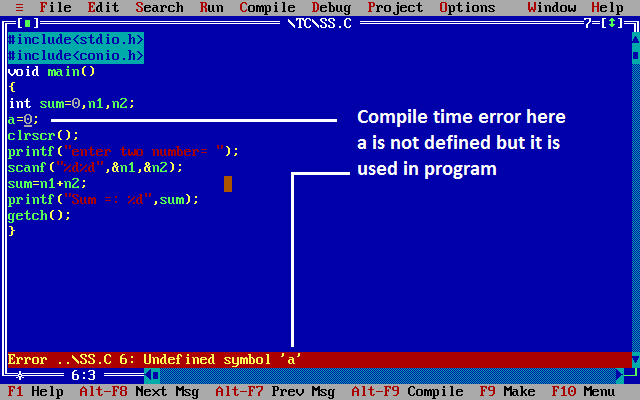 ≡ File Edit Search Run Compile Debug Project Options Window Help
[■] \TC\SS.C 7=[↕]
#include<stdio.h>
#include<conio.h>
void main()
{
int sum=0,n1,n2;
a=0;
clrscr();
printf("enter two number= ");
scanf("%d%d",&n1,&n2);
sum=n1+n2;
printf("Sum =: %d",sum);
getch();
}
Compile time error here
a is not defined but it is
used in program
Error ..\SS.C 6: Undefined symbol 'a'
6:3
F1 Help Alt-F8 Next Msg Alt-F7 Prev Msg Alt-F9 Compile F9 Make F10 Menu